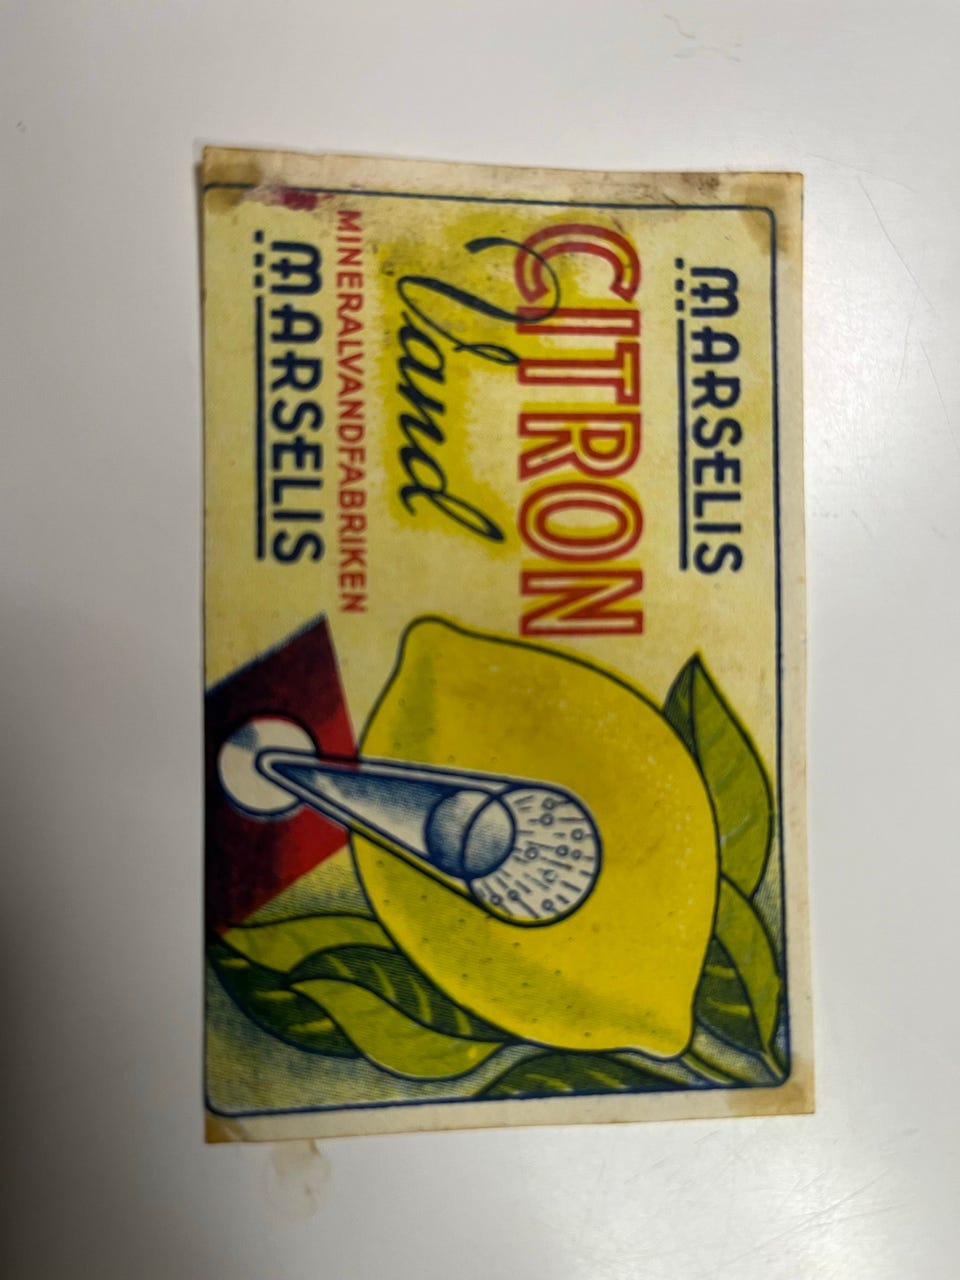 MARSELIS
CITRON
Vand
MINERALVANDFABRIKEN
MARSELIS